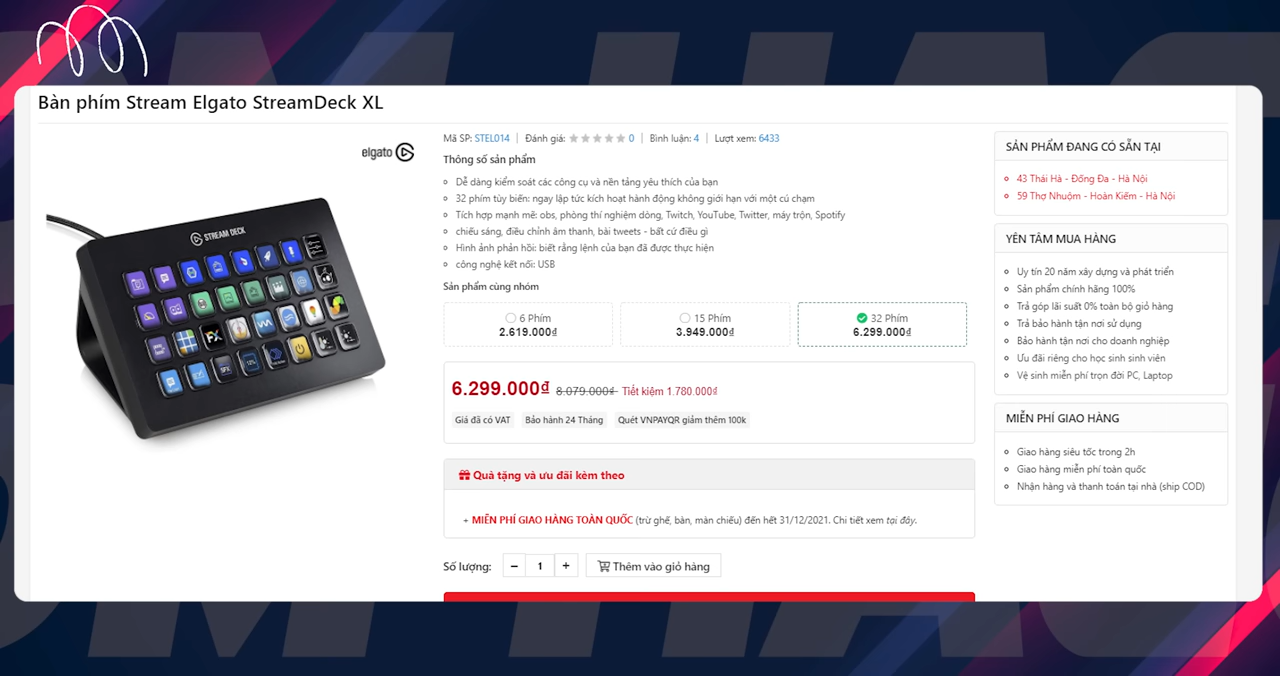 Bàn phím Stream Elgato StreamDeck XL
elgato
STREAM DECK
FX
SFX
Mã SP: STEL014 | Đánh giá: 0 | Bình luận: 4 | Lượt xem: 6433
Thông số sản phẩm
Dễ dàng kiểm soát các công cụ và nền tảng yêu thích của bạn
32 phím tùy biến: ngay lập tức kích hoạt hành động không giới hạn với một cú chạm
Tích hợp mạnh mẽ: obs, phòng thí nghiệm dòng, Twitch, YouTube, Twitter, máy trộn, Spotify
chiếu sáng, điều chỉnh âm thanh, bài tweets - bất cứ điều gì
Hình ảnh phản hồi: biết rằng lệnh của bạn đã được thực hiện
công nghệ kết nối: USB
Sản phẩm cùng nhóm
6 Phím
2.619.000₫
15 Phím
3.949.000₫
32 Phím
6.299.000₫
6.299.000₫ 8.079.000₫ Tiết kiệm 1.780.000₫
Giá đã có VAT Bảo hành 24 Tháng Quét VNPAYQR giảm thêm 100k
Quà tặng và ưu đãi kèm theo
+ MIỄN PHÍ GIAO HÀNG TOÀN QUỐC (trừ ghế, bàn, màn chiếu) đến hết 31/12/2021. Chi tiết xem tại đây.
Số lượng: − 1 + Thêm vào giỏ hàng
SẢN PHẨM ĐANG CÓ SẴN TẠI
43 Thái Hà - Đống Đa - Hà Nội
59 Thợ Nhuộm - Hoàn Kiếm - Hà Nội
YÊN TÂM MUA HÀNG
Uy tín 20 năm xây dựng và phát triển
Sản phẩm chính hãng 100%
Trả góp lãi suất 0% toàn bộ giỏ hàng
Trả bảo hành tận nơi sử dụng
Bảo hành tận nơi cho doanh nghiệp
Ưu đãi riêng cho học sinh sinh viên
Vệ sinh miễn phí trọn đời PC, Laptop
MIỄN PHÍ GIAO HÀNG
Giao hàng siêu tốc trong 2h
Giao hàng miễn phí toàn quốc
Nhận hàng và thanh toán tại nhà (ship COD)